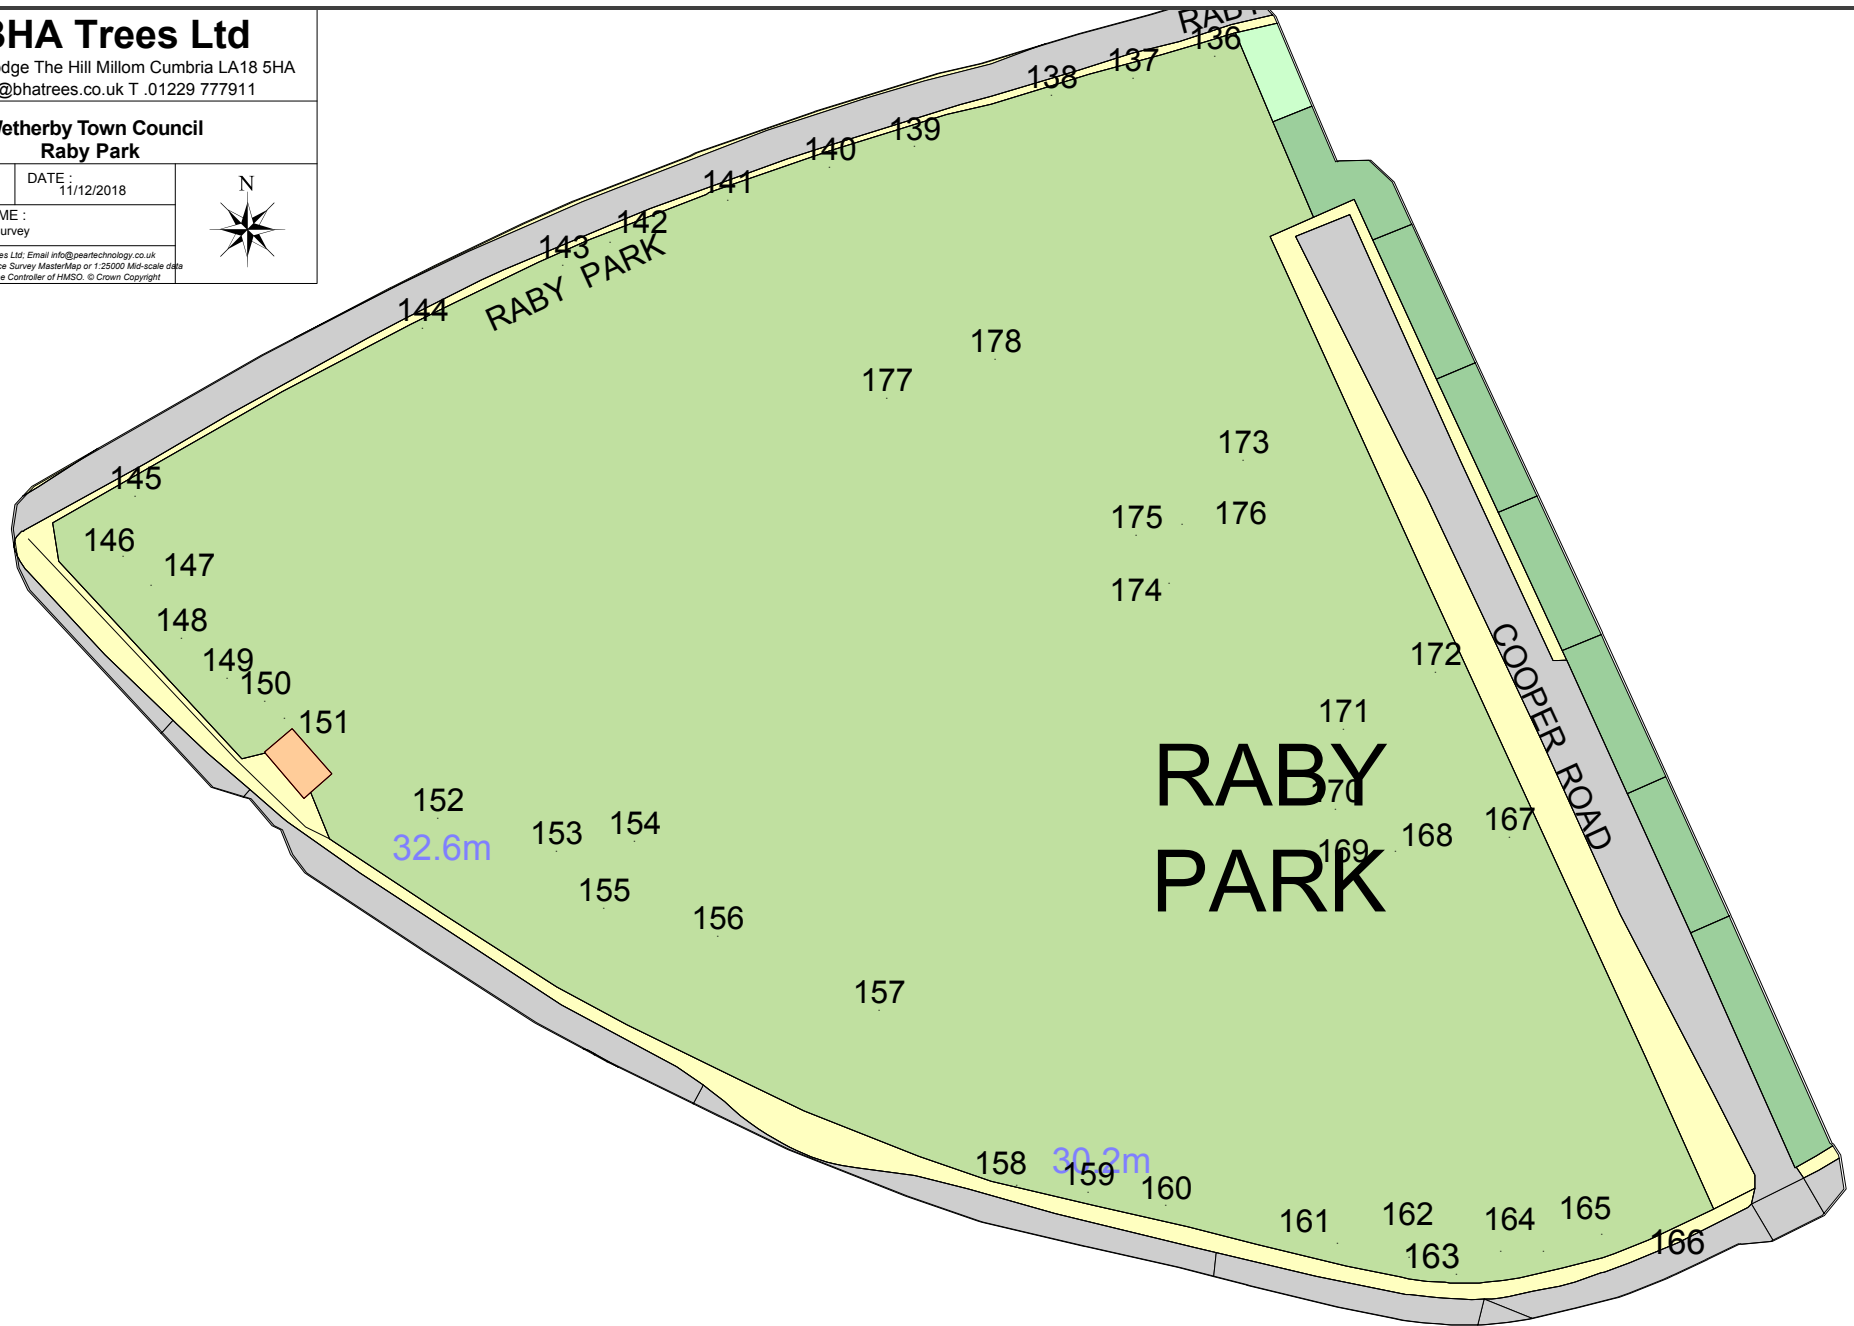 BHA Trees Ltd
The Hill Millom Cumbria LA18 5HA
@bhatrees.co.uk T .01229 777911
Wetherby Town Council
Raby Park
DATE :
11/12/2018
N
ME :
urvey
es Ltd; Email info@peartechnology.co.uk
ce Survey MasterMap or 1:25000 Mid-scale data
e Controller of HMSO. © Crown Copyright
RABY
136
137
138
139
140
141
142
143
RABY PARK
144
178
177
173
145
175
176
146
147
174
148
149
150
172
COOPER ROAD
151
171
RABY
PARK
170
152
153
154
32.6m
167
168
169
155
156
157
158
30.2m
159
160
161
162
163
164
165
166